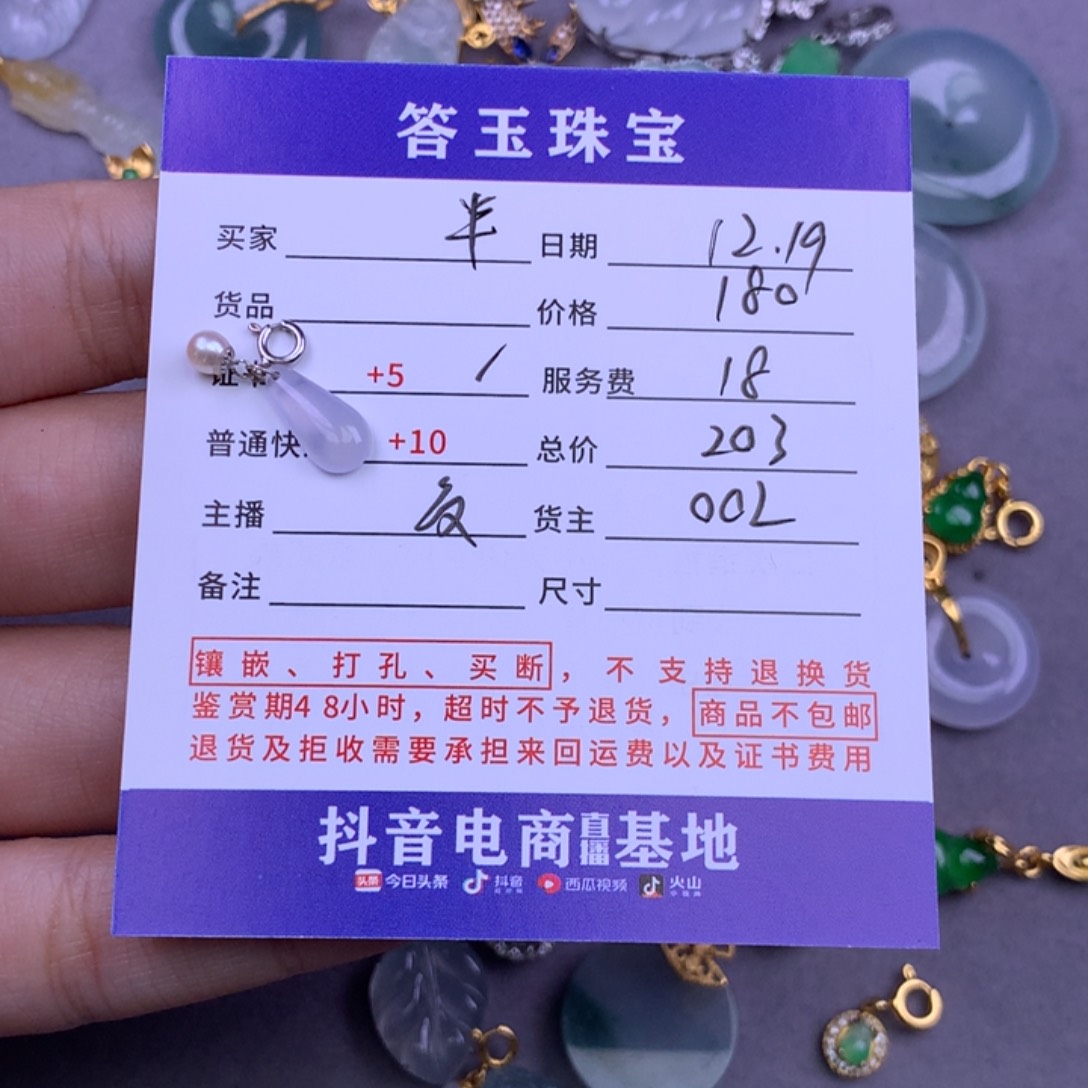 答玉珠宝
买家 半 日期 12.19
货品 价格 180
+5 / 服务费 18
普通快 +10 总价 203
主播 货主 002
备注 尺寸
镶嵌、打孔、买断，不支持退换货
鉴赏期48小时，超时不予退货，商品不包邮
退货及拒收需要承担来回运费以及证书费用
抖音电商直播基地
头条 今日头条 抖音 西瓜视频 火山